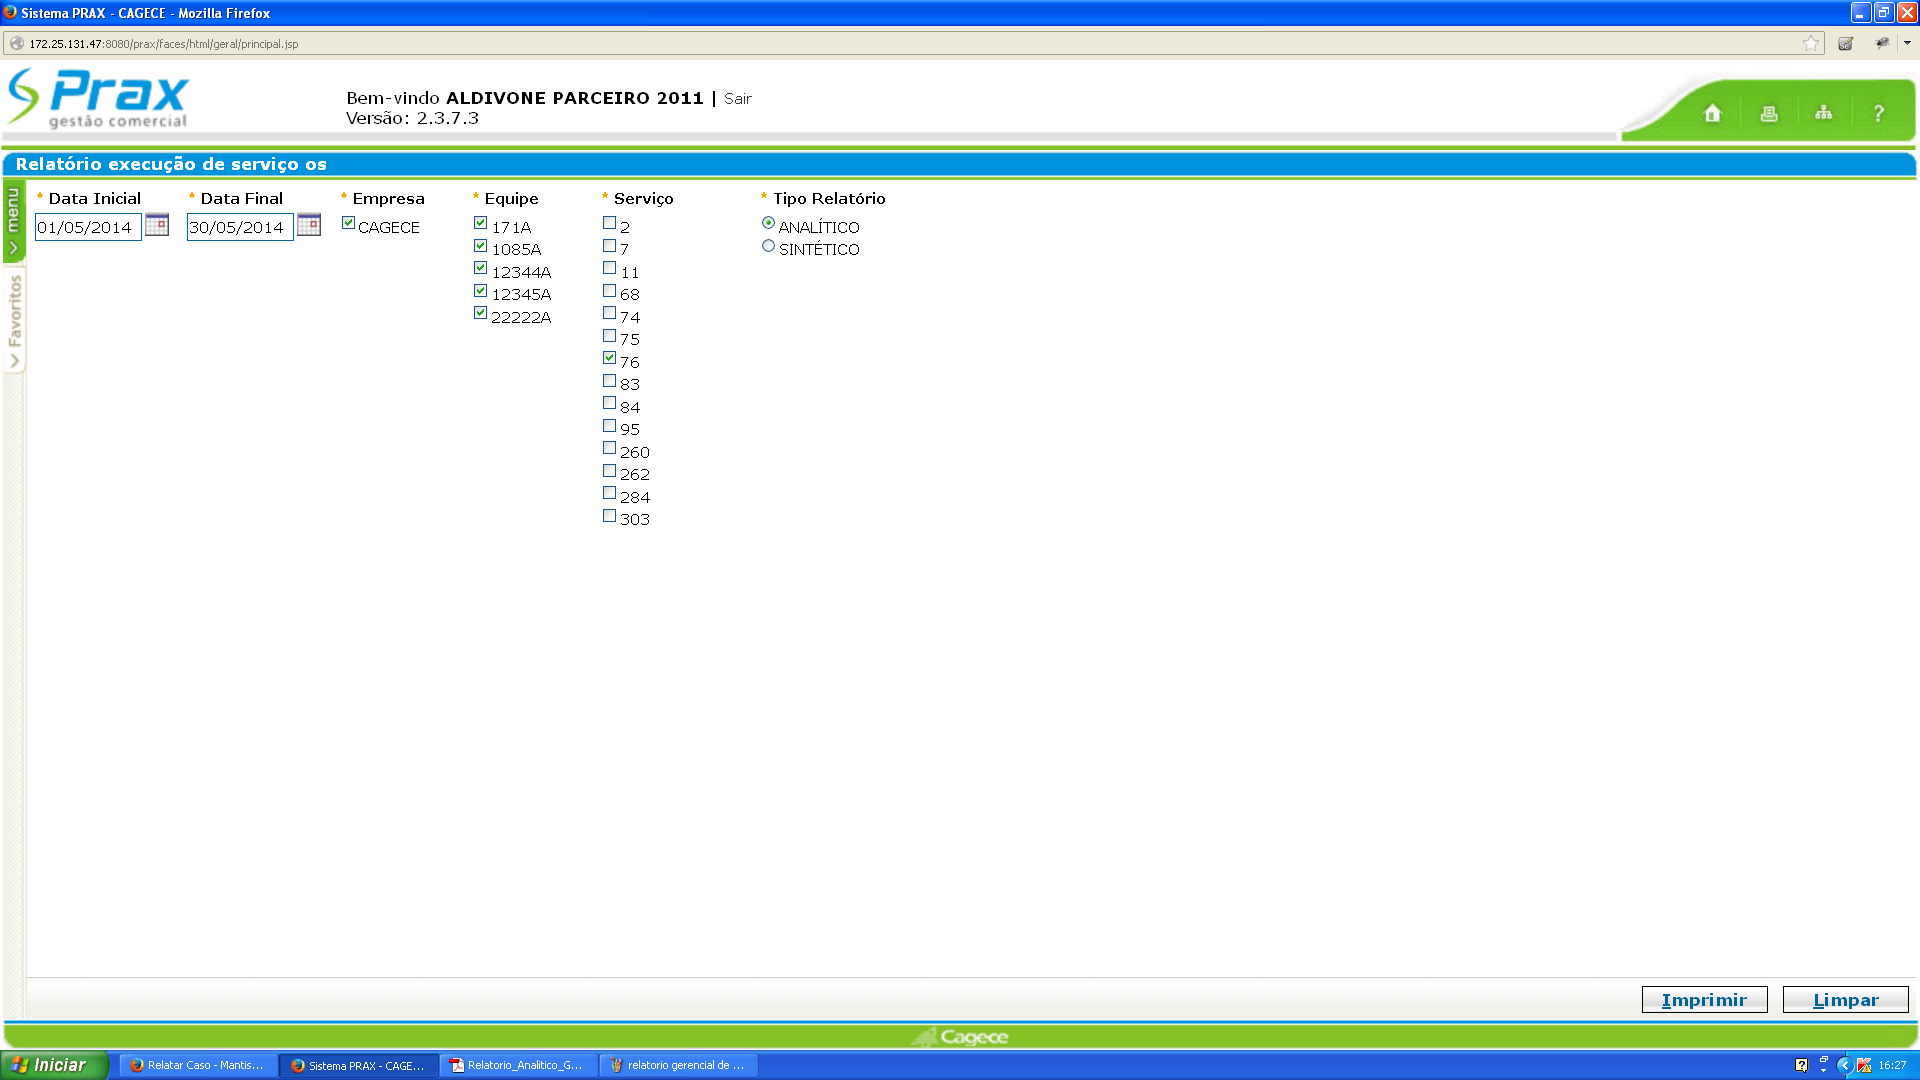 Sistema PRAX - CAGECE - Mozilla Firefox
172.25.131.47:8080/prax/faces/html/geral/principal.jsp
Prax
gestão comercial
Bem-vindo ALDIVONE PARCEIRO 2011 | Sair
Versão: 2.3.7.3
?
Relatório execução de serviço os
menu
Favoritos
* Data Inicial * Data Final * Empresa * Equipe * Serviço * Tipo Relatório
01/05/2014 30/05/2014 CAGECE 171A 2 ANALÍTICO
1085A 7 SINTÉTICO
12344A 11
12345A 68
22222A 74
75
76
83
84
95
260
262
284
303
Imprimir Limpar
Cagece
Iniciar Relatar Caso - Mantis... Sistema PRAX - CAGE... Relatorio_Analitico_G... relatorio gerencial de ... 16:27